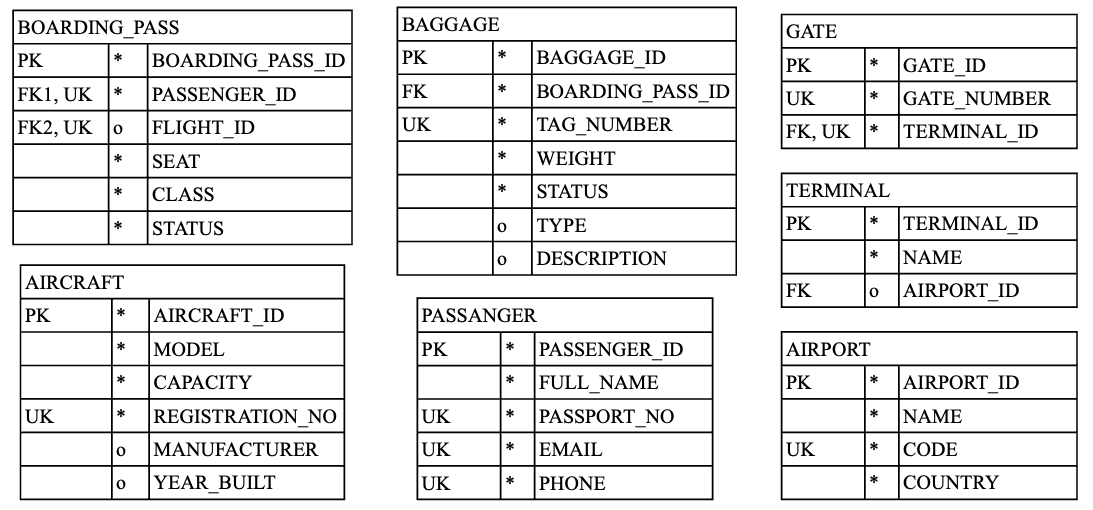 BOARDING_PASS
PK * BOARDING_PASS_ID
FK1, UK * PASSENGER_ID
FK2, UK o FLIGHT_ID
* SEAT
* CLASS
* STATUS
AIRCRAFT
PK * AIRCRAFT_ID
* MODEL
* CAPACITY
UK * REGISTRATION_NO
o MANUFACTURER
o YEAR_BUILT
BAGGAGE
PK * BAGGAGE_ID
FK * BOARDING_PASS_ID
UK * TAG_NUMBER
* WEIGHT
* STATUS
o TYPE
o DESCRIPTION
PASSANGER
PK * PASSENGER_ID
* FULL_NAME
UK * PASSPORT_NO
UK * EMAIL
UK * PHONE
GATE
PK * GATE_ID
UK * GATE_NUMBER
FK, UK * TERMINAL_ID
TERMINAL
PK * TERMINAL_ID
* NAME
FK o AIRPORT_ID
AIRPORT
PK * AIRPORT_ID
* NAME
UK * CODE
* COUNTRY